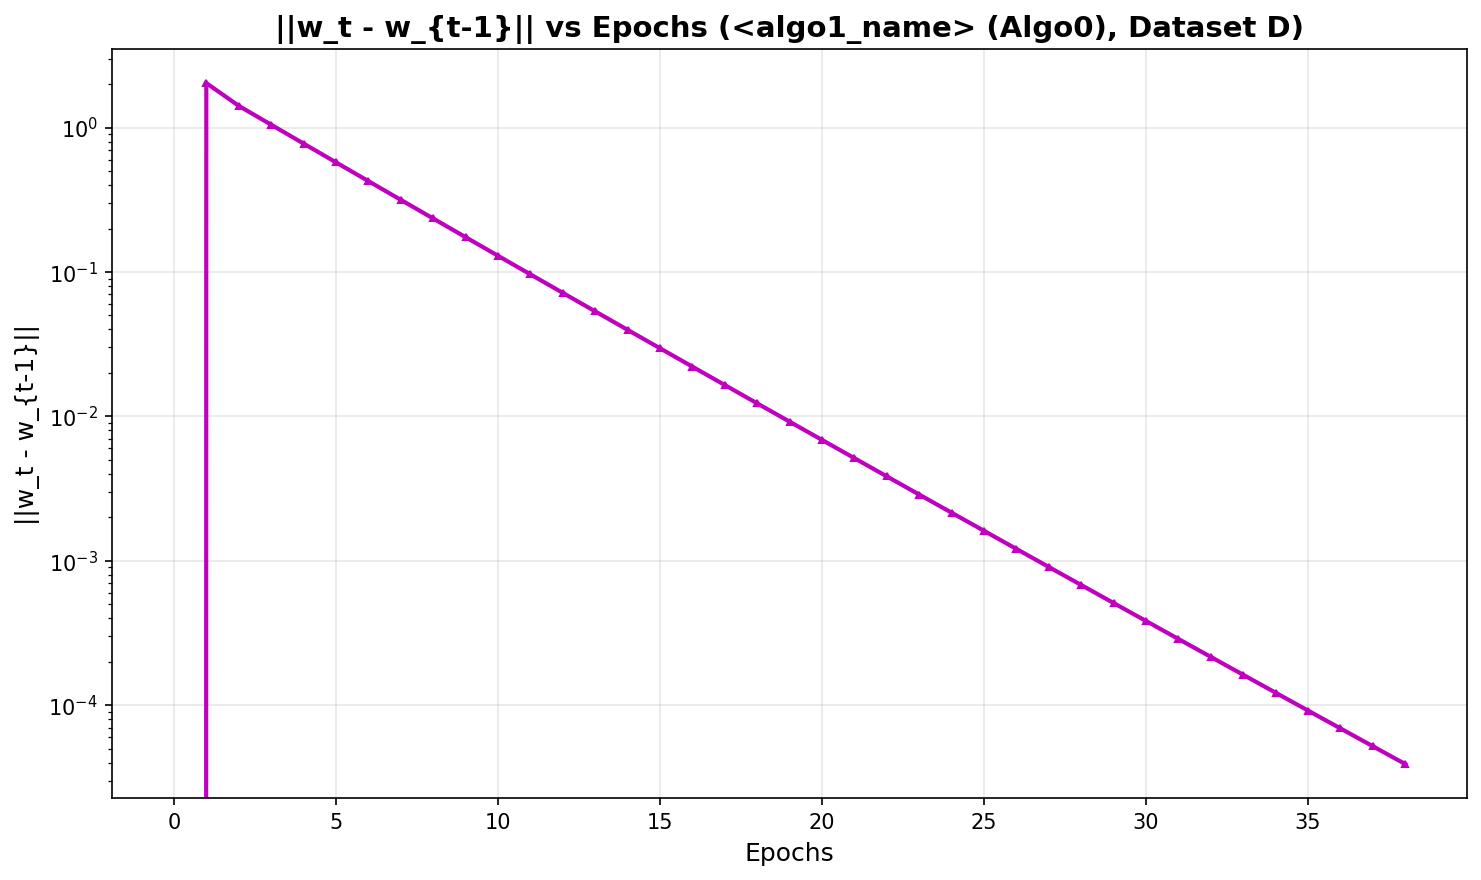 ||w_t - w_{t-1}|| vs Epochs (<algo1_name> (Algo0), Dataset D)
||w_t - w_{t-1}||
10^0
10^-1
10^-2
10^-3
10^-4
0 5 10 15 20 25 30 35
Epochs